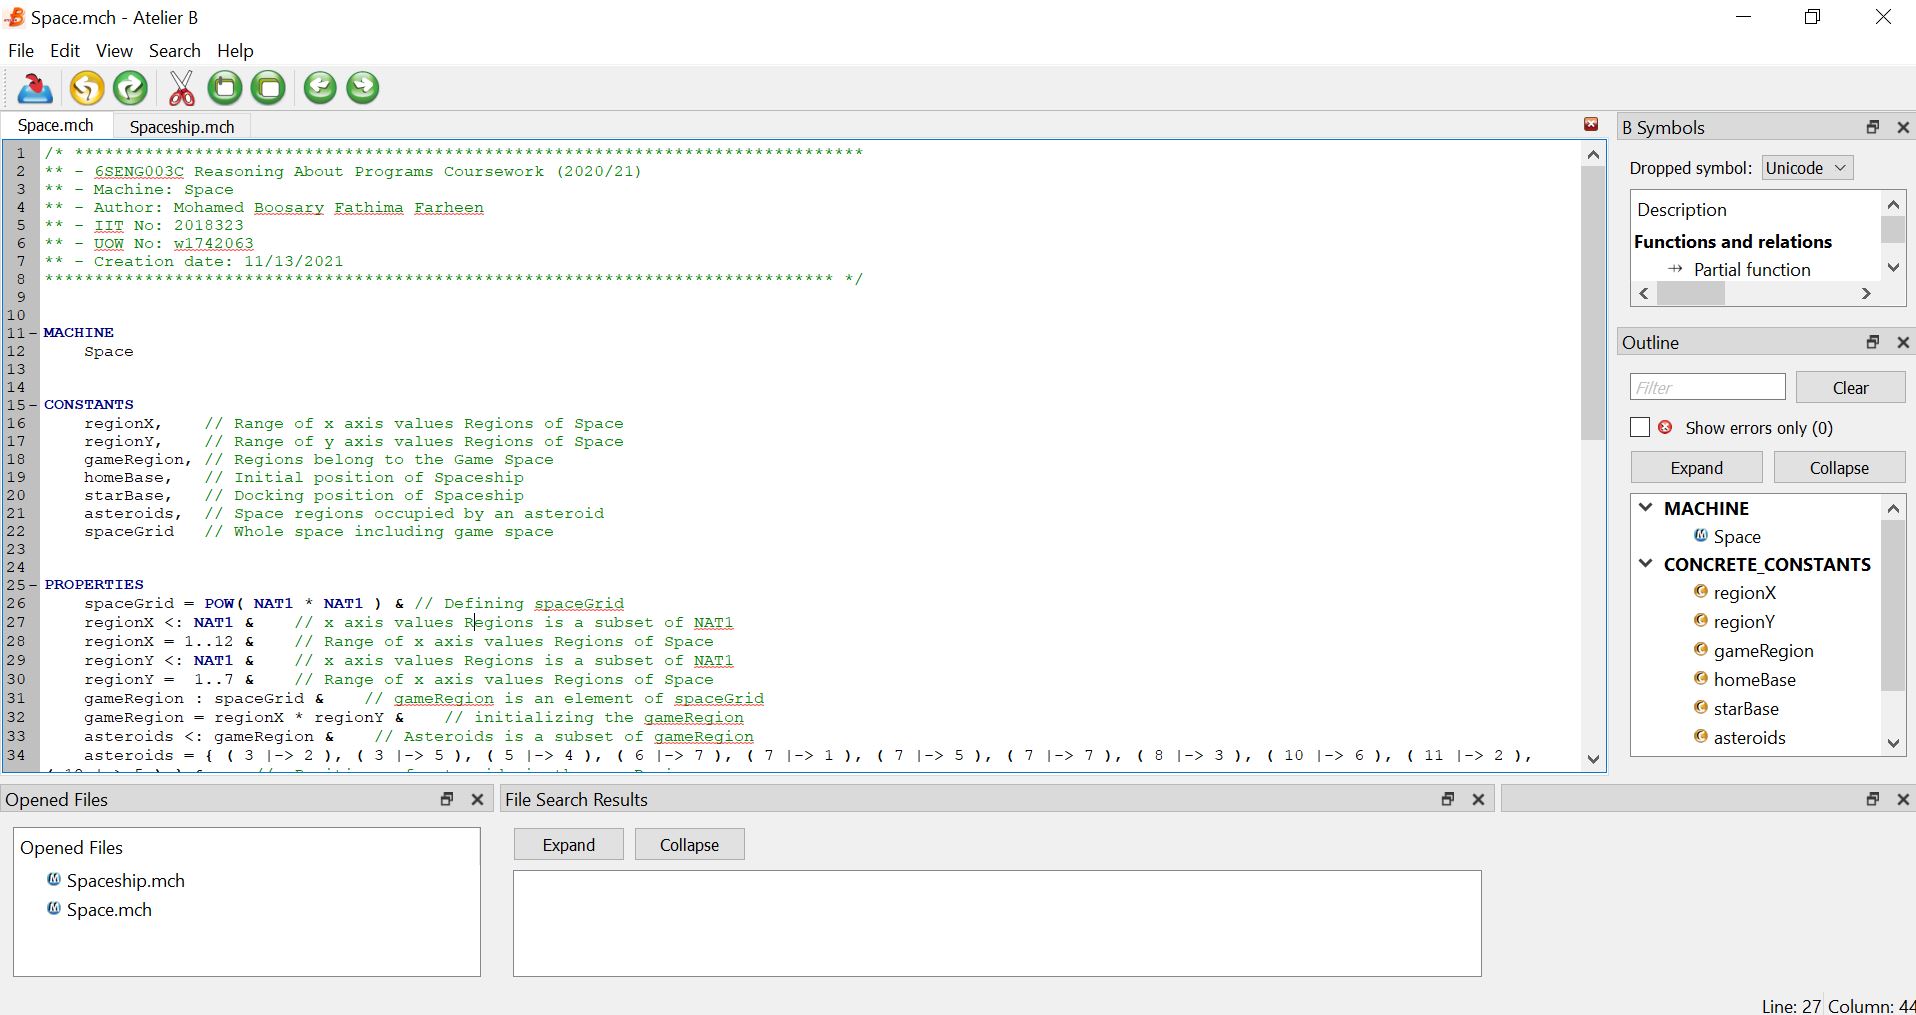 Space.mch - Atelier B
File Edit View Search Help
Space.mch Spaceship.mch
1 /* *******************************************************************************
2 ** - 6SENG003C Reasoning About Programs Coursework (2020/21)
3 ** - Machine: Space
4 ** - Author: Mohamed Boosary Fathima Farheen
5 ** - IIT No: 2018323
6 ** - UOW No: w1742063
7 ** - Creation date: 11/13/2021
8 ******************************************************************************* */
9
10
11 MACHINE
12 Space
13
14
15 CONSTANTS
16 regionX, // Range of x axis values Regions of Space
17 regionY, // Range of y axis values Regions of Space
18 gameRegion, // Regions belong to the Game Space
19 homeBase, // Initial position of Spaceship
20 starBase, // Docking position of Spaceship
21 asteroids, // Space regions occupied by an asteroid
22 spaceGrid // Whole space including game space
23
24
25 PROPERTIES
26 spaceGrid = POW( NAT1 * NAT1 ) & // Defining spaceGrid
27 regionX <: NAT1 & // x axis values Regions is a subset of NAT1
28 regionX = 1..12 & // Range of x axis values Regions of Space
29 regionY <: NAT1 & // x axis values Regions is a subset of NAT1
30 regionY = 1..7 & // Range of x axis values Regions of Space
31 gameRegion : spaceGrid & // gameRegion is an element of spaceGrid
32 gameRegion = regionX * regionY & // initializing the gameRegion
33 asteroids <: gameRegion & // Asteroids is a subset of gameRegion
34 asteroids = { ( 3 |-> 2 ), ( 3 |-> 5 ), ( 5 |-> 4 ), ( 6 |-> 7 ), ( 7 |-> 1 ), ( 7 |-> 5 ), ( 7 |-> 7 ), ( 8 |-> 3 ), ( 10 |-> 6 ), ( 11 |-> 2 ),
B Symbols
Dropped symbol: Unicode
Description
Functions and relations
⇸ Partial function
Outline
Filter
Clear
Show errors only (0)
Expand Collapse
MACHINE
Space
CONCRETE_CONSTANTS
regionX
regionY
gameRegion
homeBase
starBase
asteroids
Opened Files
Opened Files
Spaceship.mch
Space.mch
File Search Results
Expand Collapse
Line: 27 Column: 44